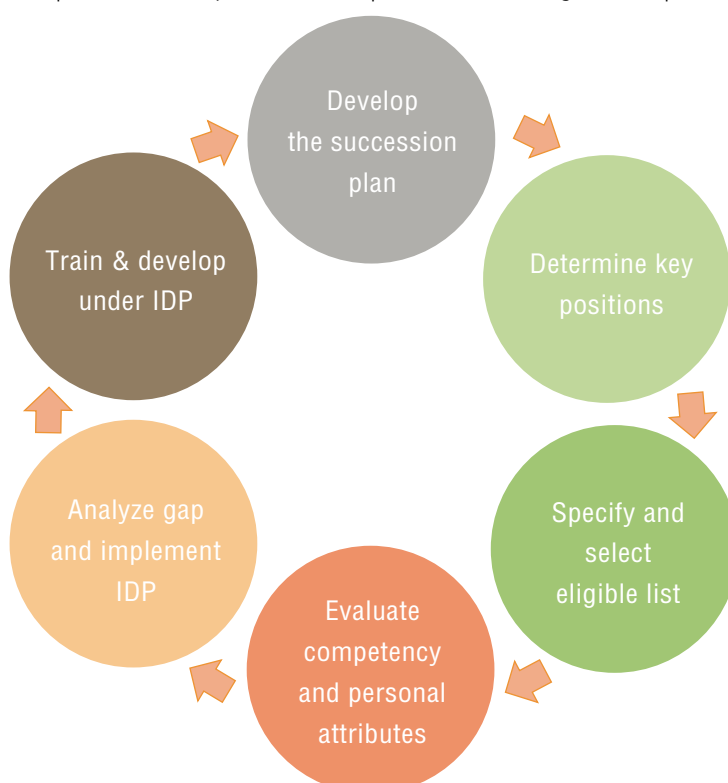 Develop
the succession
plan
Determine key
positions
Specify and
select
eligible list
Evaluate
competency
and personal
attributes
Analyze gap
and implement
IDP
Train & develop
under IDP